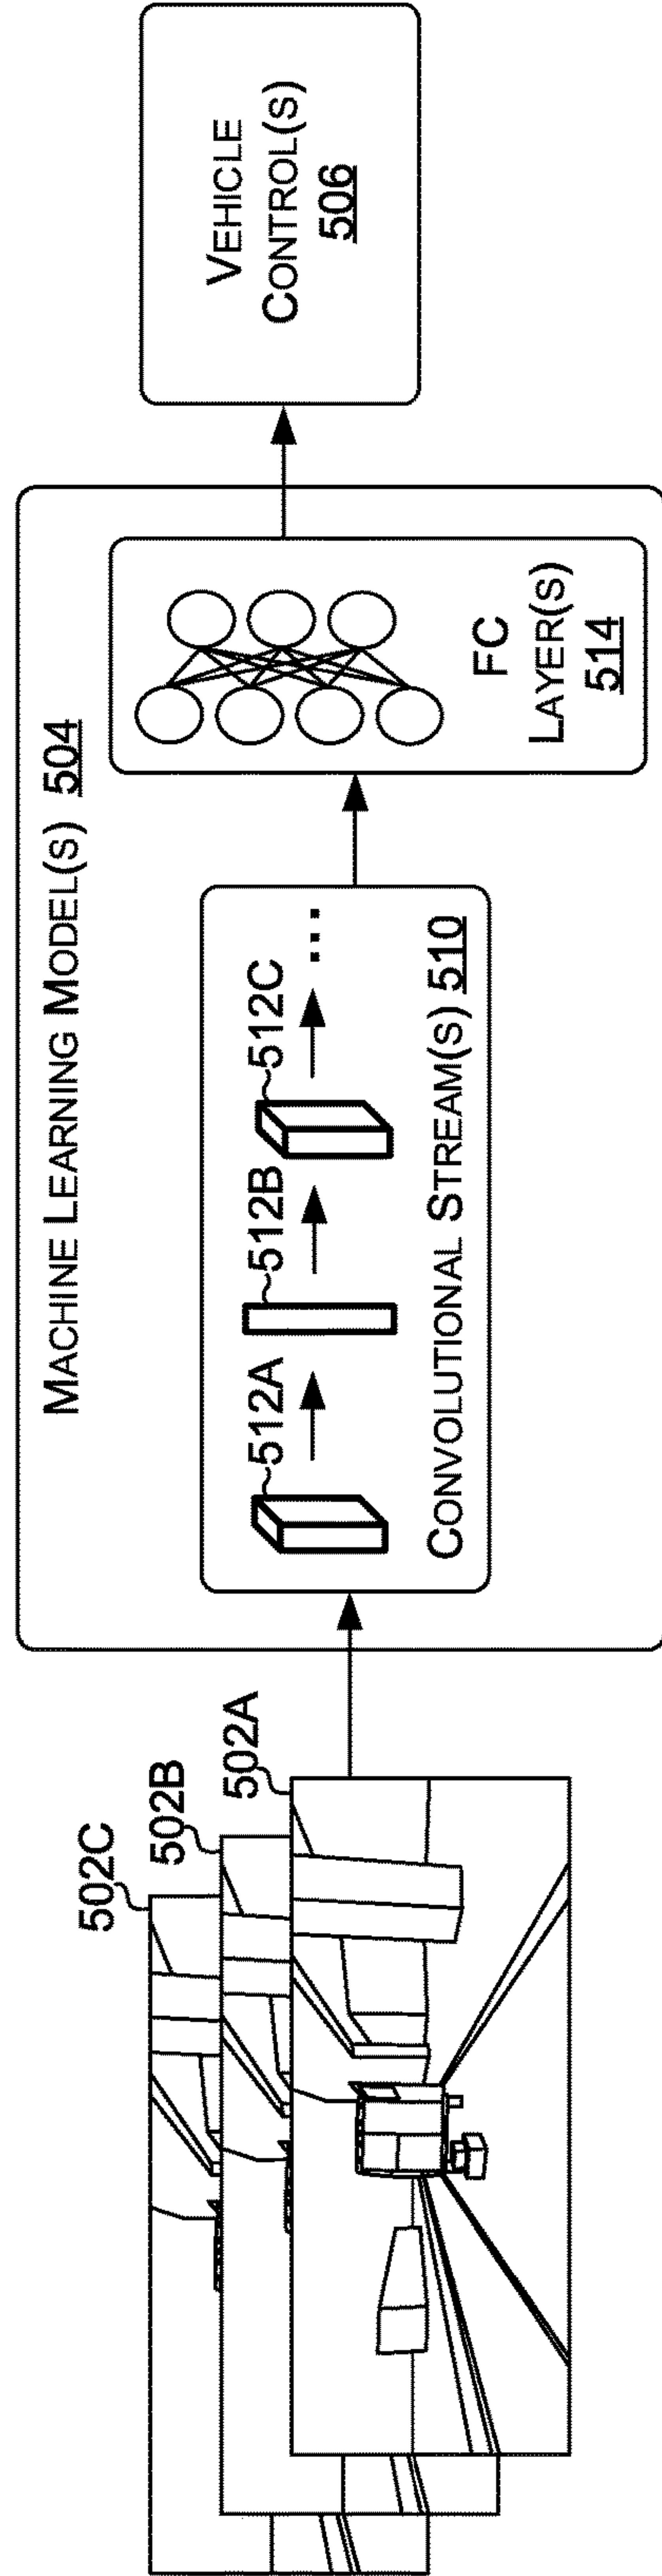 502C
502B
502A
MACHINE LEARNING MODEL(S) 504
512A
512B
512C
...
CONVOLUTIONAL STREAM(S) 510
FC
LAYER(S)
514
VEHICLE
CONTROL(S)
506